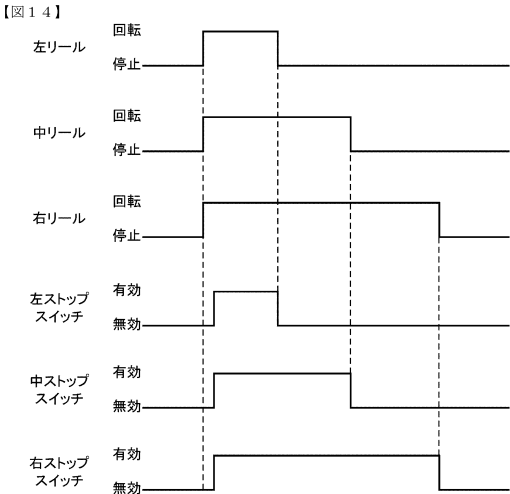 【図１４】
回転
左リール
停止
回転
中リール
停止
回転
右リール
停止
有効
左ストップ
スイッチ
無効
有効
中ストップ
スイッチ
無効
有効
右ストップ
スイッチ
無効